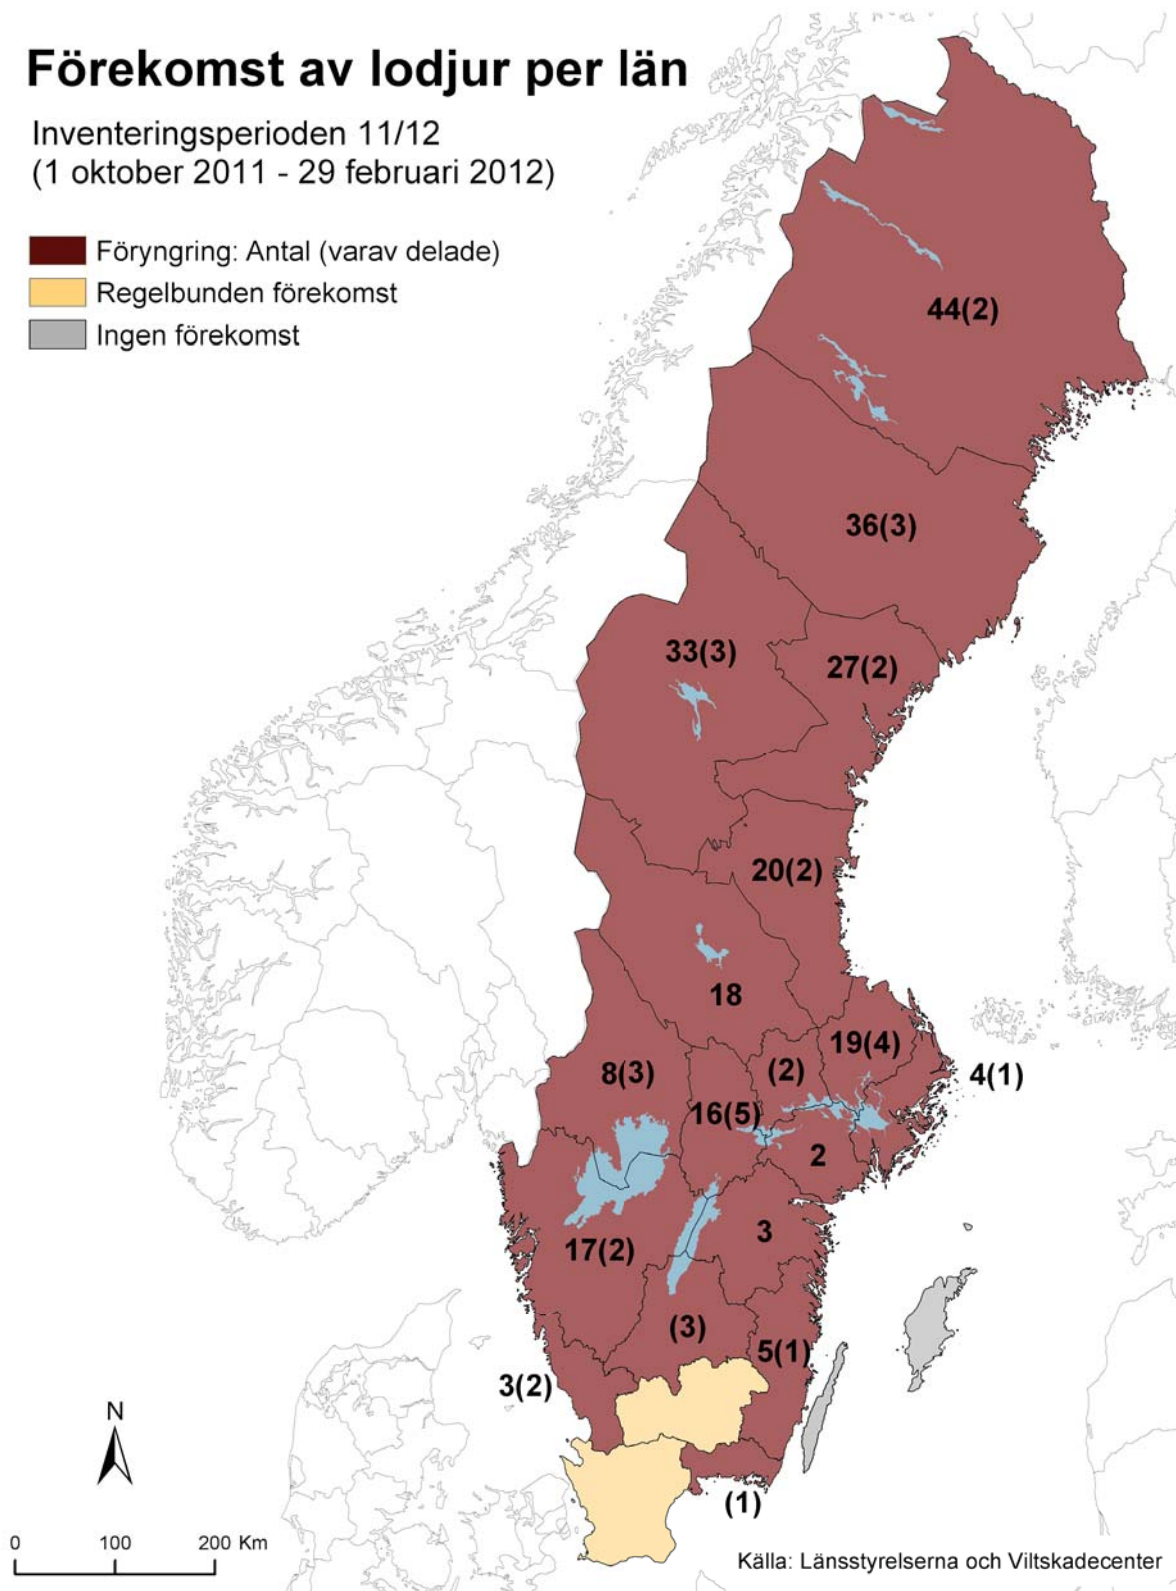 Förekomst av lodjur per län
Inventeringsperioden 11/12
(1 oktober 2011 - 29 februari 2012)
Föryngring: Antal (varav delade)
Regelbunden förekomst
Ingen förekomst
44(2)
36(3)
33(3)
27(2)
20(2)
18
19(4)
(2)
8(3)
4(1)
16(5)
2
3
17(2)
(3)
5(1)
3(2)
N
(1)
0 100 200 Km
Källa: Länsstyrelserna och Viltskadecenter